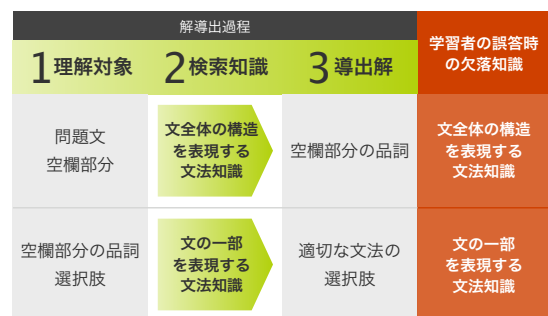 解導出過程
学習者の誤答時
の欠落知識
1 理解対象
2 検索知識
3 導出解
問題文
空欄部分
文全体の構造
を表現する
文法知識
空欄部分の品詞
文全体の構造
を表現する
文法知識
空欄部分の品詞
選択肢
文の一部
を表現する
文法知識
適切な文法の
選択肢
文の一部
を表現する
文法知識